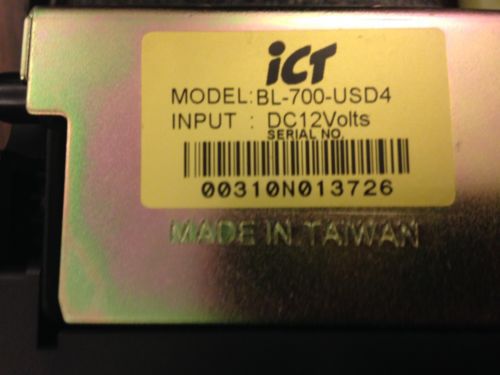 ICT
MODEL:BL-700-USD4
INPUT : DC12Volts
SERIAL NO.
00310N013726
MADE IN TAIWAN